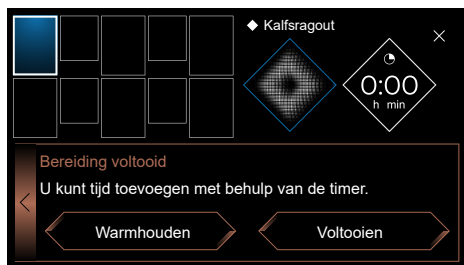 Kalfsragout
0:00
h min
Bereiding voltooid
U kunt tijd toevoegen met behulp van de timer.
Warmhouden
Voltooien